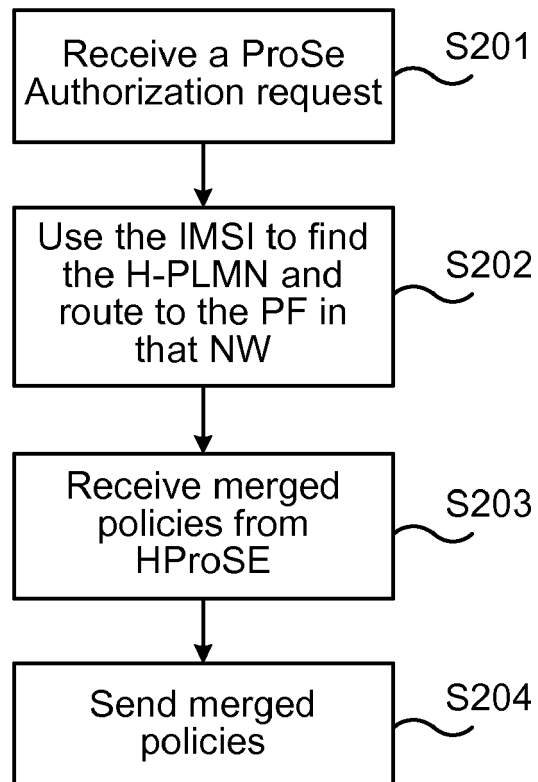 Receive a ProSe
Authorization request
S201
Use the IMSI to find
the H-PLMN and
route to the PF in
that NW
S202
Receive merged
policies from
HProSE
S203
Send merged
policies
S204